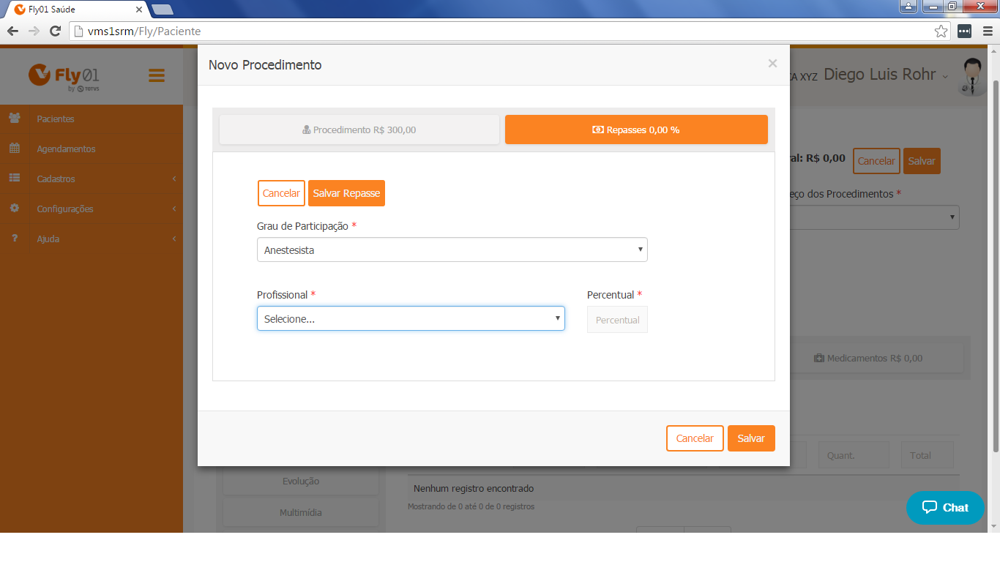 Fly01 Saúde
vms1srm/Fly/Paciente
Fly01
by TOTVS
XYZ Diego Luis Rohr
Pacientes
Agendamentos
Cadastros
Configurações
? Ajuda
Novo Procedimento ×
Procedimento R$ 300,00
Repasses 0,00 %
Cancelar Salvar Repasse
Grau de Participação *
Anestesista
Profissional * Percentual *
Selecione... Percentual
Cancelar Salvar
R$ 0,00 Cancelar Salvar
dos Procedimentos *
Medicamentos R$ 0,00
Quant. Total
Evolução
Multimídia
Nenhum registro encontrado
Mostrando de 0 até 0 de 0 registros
Chat